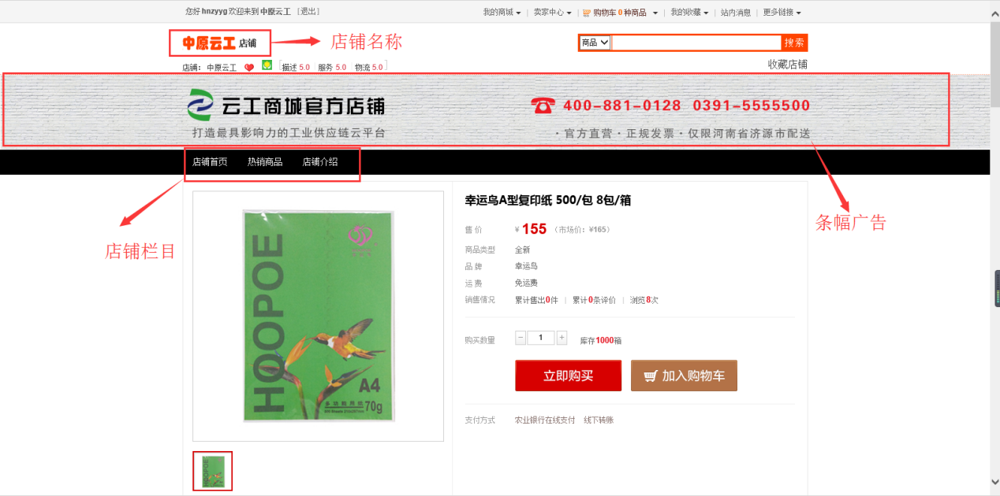 您好hnzyyg欢迎来到中原云工 [退出]
我的商城 卖家中心 购物车0种商品 我的收藏 站内消息 更多链接
中原云工 店铺
店铺名称
商品
搜索
店铺: 中原云工 描述 5.0 服务 5.0 物流 5.0
收藏店铺
云工商城官方店铺
400-881-0128 0391-5555500
打造最具影响力的工业供应链云平台
·官方直营·正规发票·仅限河南省济源市配送
店铺首页 热销商品 店铺介绍
店铺栏目
条幅广告
HOOPOE
A4
多功能用纸
70g
幸运鸟A型复印纸 500/包 8包/箱
售 价 ¥ 155 (市场价: ¥165)
商品类型 全新
品 牌 幸运鸟
运 费 免运费
销售情况 累计售出0件 | 累计0条评价 | 浏览8次
购买数量 - 1 + 库存1000箱
立即购买 加入购物车
支付方式 农业银行在线支付 线下转账
HOOPOE